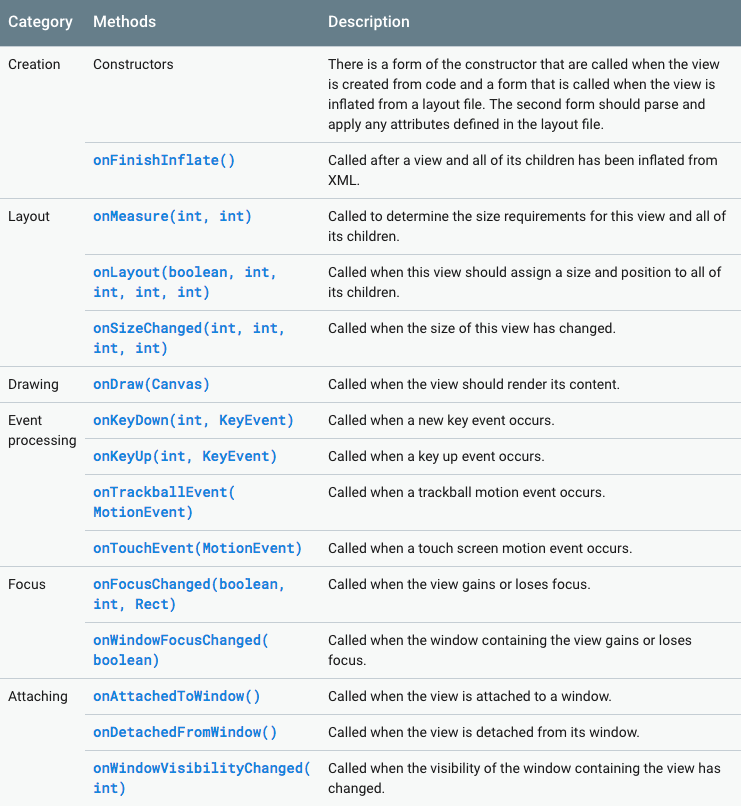 Category Methods Description
Creation Constructors There is a form of the constructor that are called when the view
is created from code and a form that is called when the view is
inflated from a layout file. The second form should parse and
apply any attributes defined in the layout file.
onFinishInflate() Called after a view and all of its children has been inflated from
XML.
Layout onMeasure(int, int) Called to determine the size requirements for this view and all of
its children.
onLayout(boolean, int, Called when this view should assign a size and position to all of
int, int, int) its children.
onSizeChanged(int, int, Called when the size of this view has changed.
int, int)
Drawing onDraw(Canvas) Called when the view should render its content.
Event onKeyDown(int, KeyEvent) Called when a new key event occurs.
processing
onKeyUp(int, KeyEvent) Called when a key up event occurs.
onTrackballEvent( Called when a trackball motion event occurs.
MotionEvent)
onTouchEvent(MotionEvent) Called when a touch screen motion event occurs.
Focus onFocusChanged(boolean, Called when the view gains or loses focus.
int, Rect)
onWindowFocusChanged( Called when the window containing the view gains or loses
boolean) focus.
Attaching onAttachedToWindow() Called when the view is attached to a window.
onDetachedFromWindow() Called when the view is detached from its window.
onWindowVisibilityChanged( Called when the visibility of the window containing the view has
int) changed.